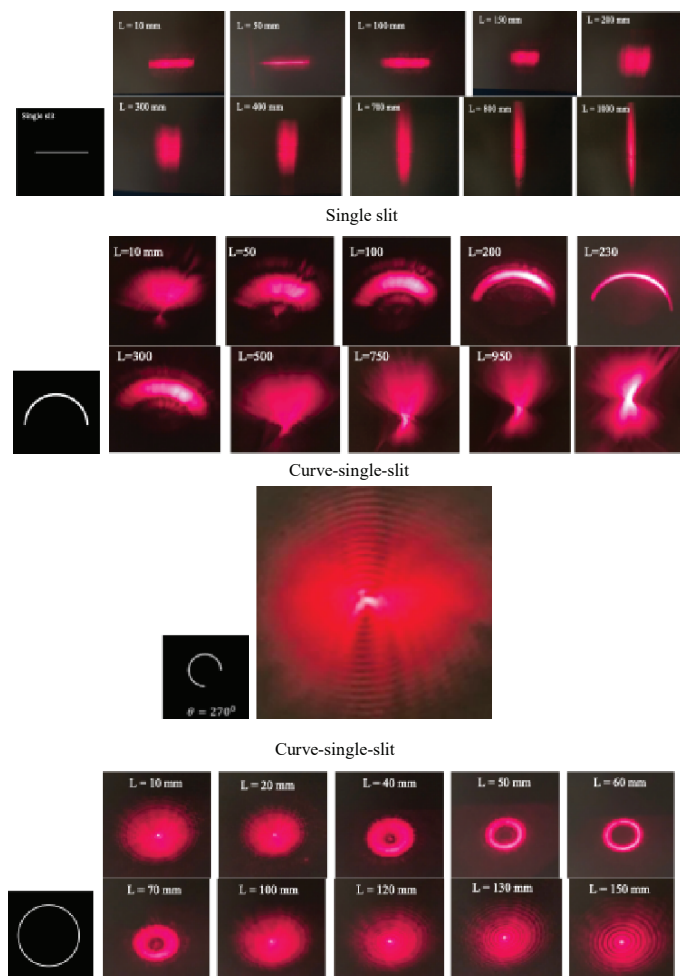 L = 10 mm
L = 50 mm
L = 100 mm
L = 150 mm
L = 200 mm
Single slit
L = 300 mm
L = 400 mm
L = 700 mm
L = 800 mm
L = 1000 mm
Single slit
L=10 mm
L=50
L=100
L=200
L=230
L=300
L=500
L=750
L=950
Curve-single-slit
θ = 270⁰
Curve-single-slit
L = 10 mm
L = 20 mm
L = 40 mm
L = 50 mm
L = 60 mm
L = 70 mm
L = 100 mm
L = 120 mm
L = 130 mm
L = 150 mm